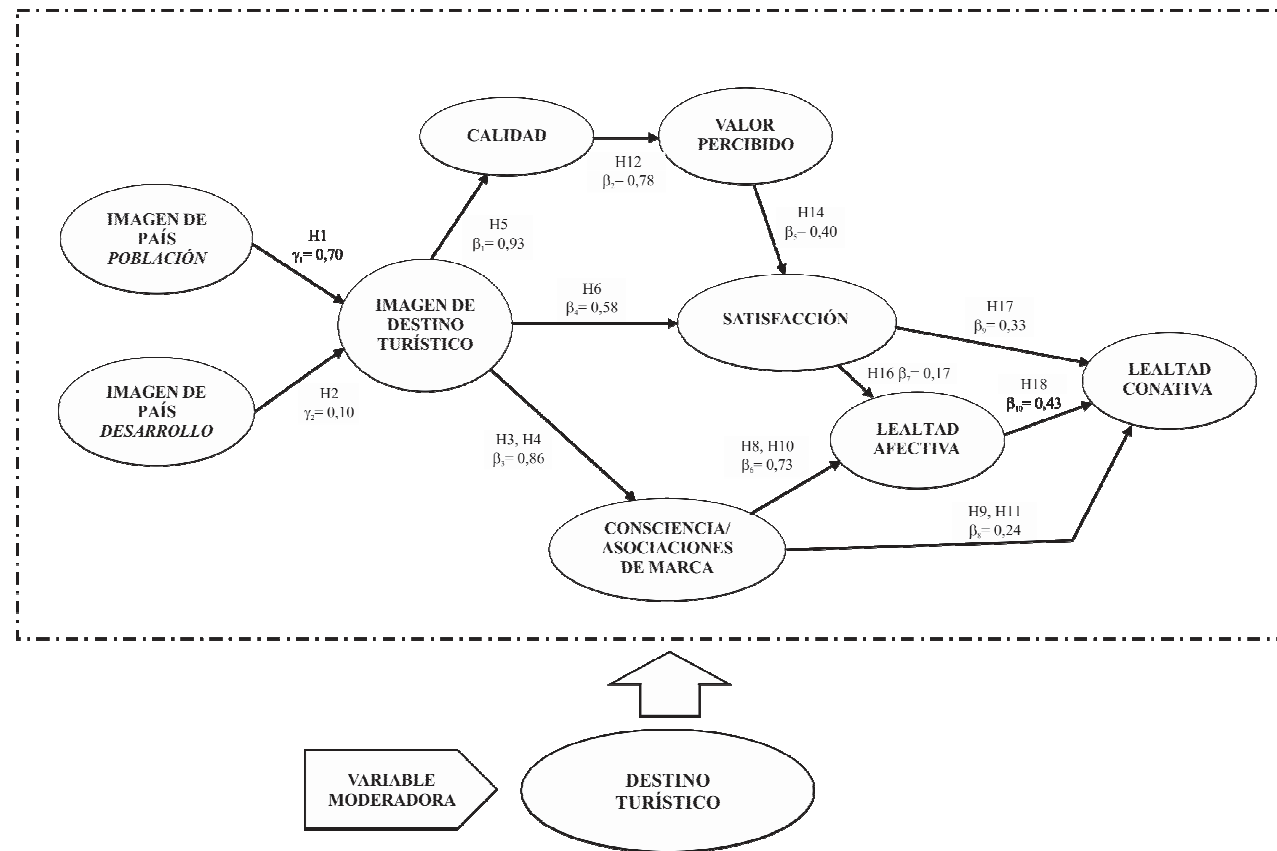 CALIDAD
VALOR
PERCIBIDO
H12
β₂– 0,78
IMAGEN DE
PAÍS
POBLACIÓN
H1
γ₁= 0,70
H5
β₁= 0,93
H14
β₅– 0,40
IMAGEN DE
DESTINO
TURÍSTICO
H6
β₄= 0,58
SATISFACCIÓN
H17
β₉= 0,33
IMAGEN DE
PAÍS
DESARROLLO
H2
γ₂= 0,10
H16 β₇– 0,17
H18
β₁₀= 0,43
LEALTAD
CONATIVA
LEALTAD
AFECTIVA
H3, H4
β₃= 0,86
H8, H10
β₆= 0,73
H9, H11
β₈= 0,24
CONSCIENCIA/
ASOCIACIONES
DE MARCA
VARIABLE
MODERADORA
DESTINO
TURÍSTICO